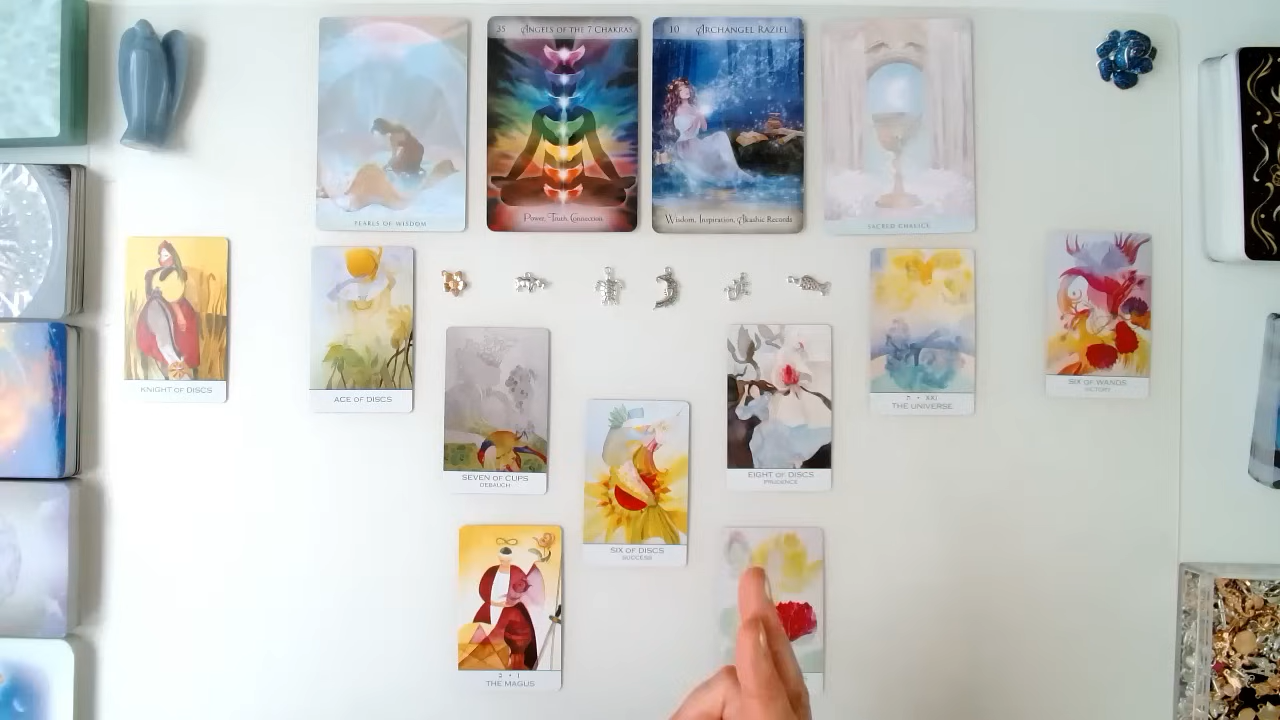 PEARLS OF WISDOM
35 ANGELS OF THE 7 CHAKRAS
Power, Truth, Connection
10 ARCHANGEL RAZIEL
Wisdom, Inspiration, Akashic Records
SACRED CHALICE
KNIGHT OF DISCS
ACE OF DISCS
SEVEN OF CUPS
DEBAUCH
SIX OF DISCS
SUCCESS
EIGHT OF DISCS
PRUDENCE
ת • XXI
THE UNIVERSE
SIX OF WANDS
VICTORY
THE MAGUS